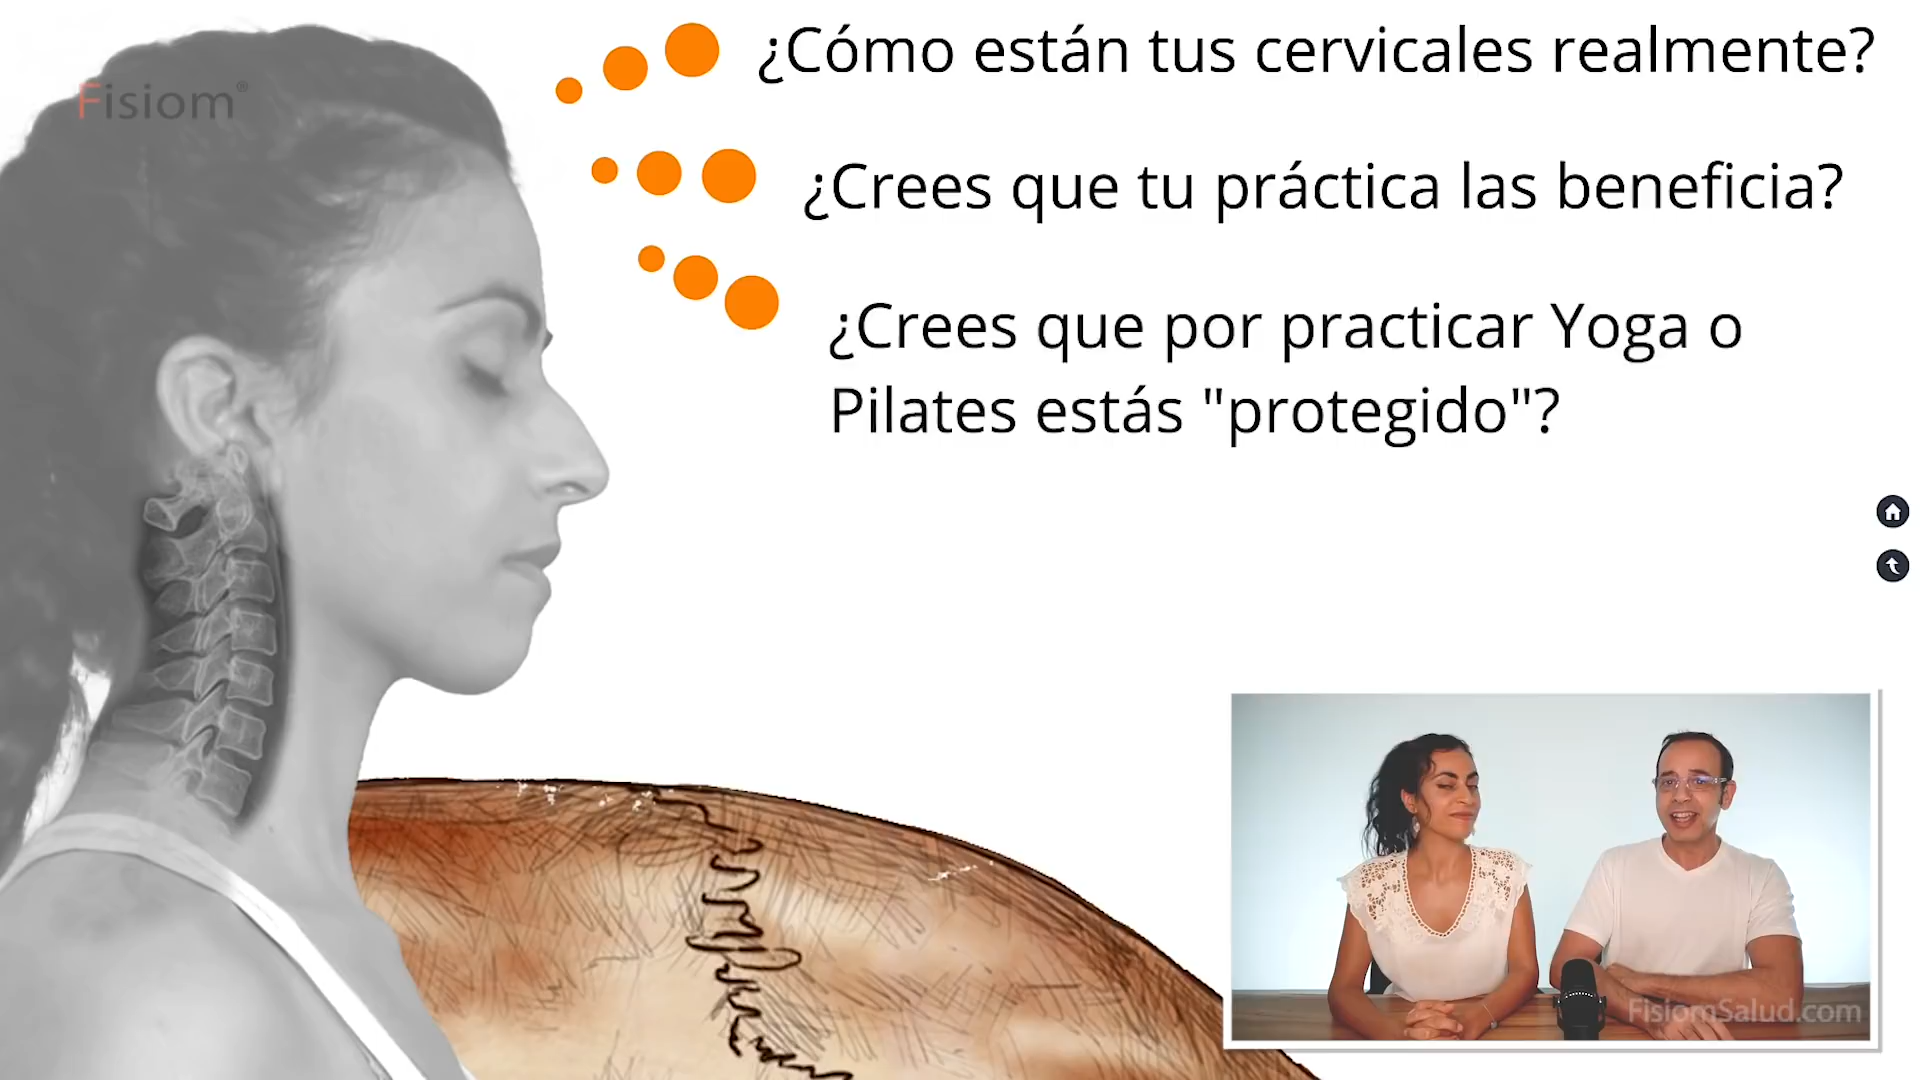 ¿Cómo están tus cervicales realmente?
Fisiom®
¿Crees que tu práctica las beneficia?
¿Crees que por practicar Yoga o
Pilates estás "protegido"?
FisiomSalud.com